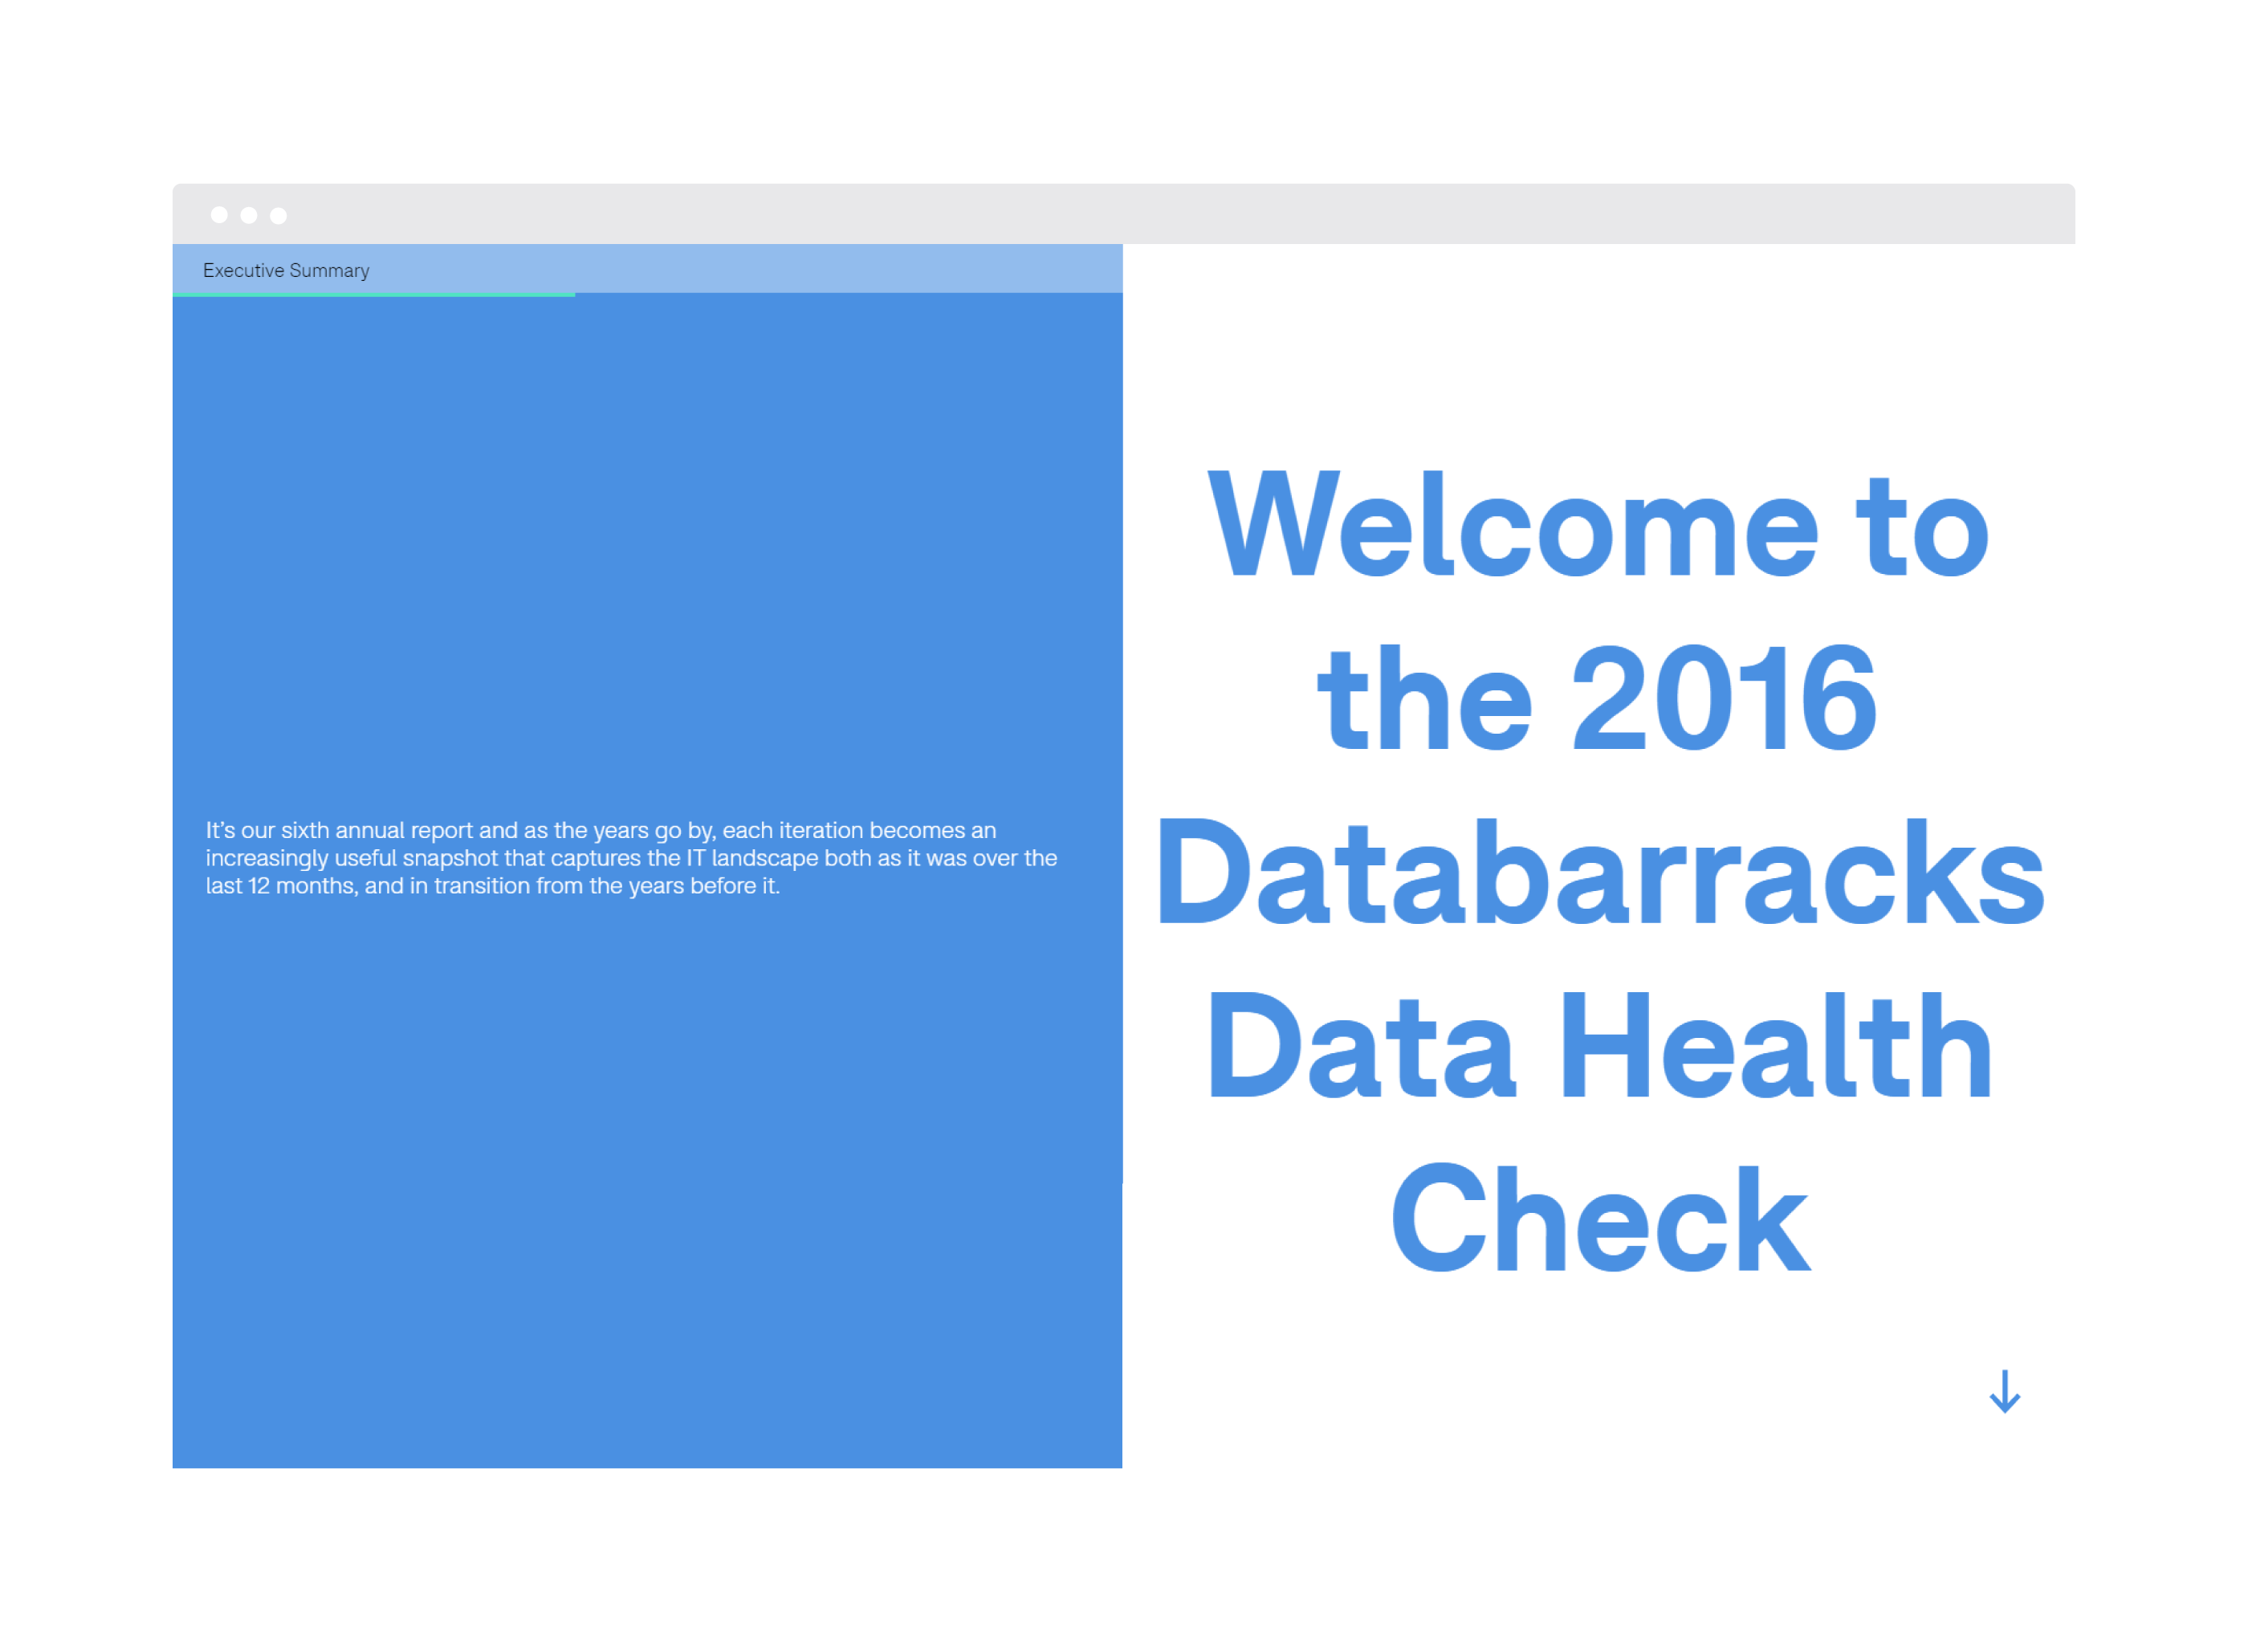 Executive Summary
It's our sixth annual report and as the years go by, each iteration becomes an
increasingly useful snapshot that captures the IT landscape both as it was over the
last 12 months, and in transition from the years before it.
Welcome to
the 2016
Databarracks
Data Health
Check